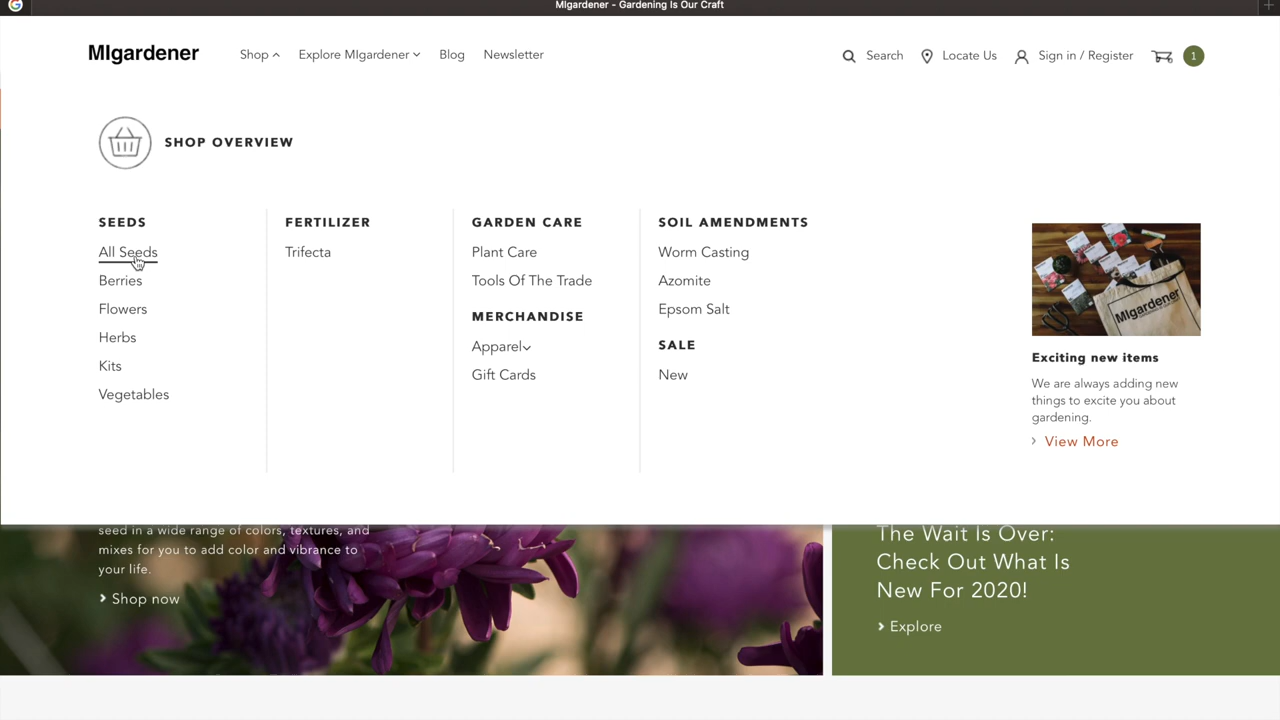 MIgardener - Gardening Is Our Craft
MIgardener
Shop
Explore MIgardener
Blog
Newsletter
Search
Locate Us
Sign in / Register
1
SHOP OVERVIEW
SEEDS
All Seeds
Berries
Flowers
Herbs
Kits
Vegetables
FERTILIZER
Trifecta
GARDEN CARE
Plant Care
Tools Of The Trade
MERCHANDISE
Apparel
Gift Cards
SOIL AMENDMENTS
Worm Casting
Azomite
Epsom Salt
SALE
New
MIgardener
Exciting new items
We are always adding new
things to excite you about
gardening.
View More
seed in a wide range of colors, textures, and
mixes for you to add color and vibrance to
your life.
Shop now
The Wait Is Over:
Check Out What Is
New For 2020!
Explore